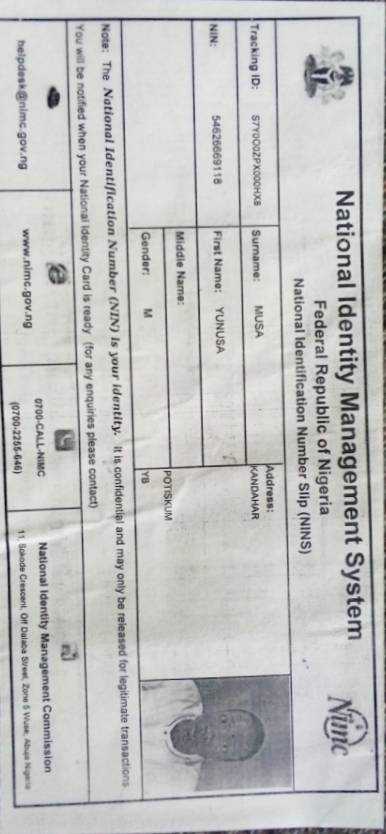 National Identity Management System
Federal Republic of Nigeria
National Identification Number Slip (NINS)
Nimc
Tracking ID: S7Y0O0ZPX000HX8
Surname: MUSA
Address:
KANDAHAR
NIN: 54626669118
First Name: YUNUSA
Middle Name:
POTISKUM
Gender: M
YB
Note: The National Identification Number (NIN) is your identity. It is confidential and may only be released for legitimate transactions
You will be notified when your National Identity Card is ready (for any enquiries please contact)
helpdesk@nimc.gov.ng
www.nimc.gov.ng
0700-CALL-NIMC
(0700-2255-646)
National Identity Management Commission
11, Sokode Crescent, Off Dalaba Street, Zone 5 Wuse, Abuja Nigeria